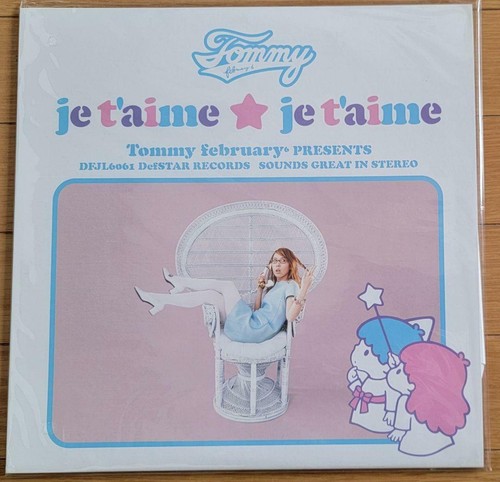 Tommy
february6
je t'aime ★ je t'aime
Tommy february⁶ PRESENTS
DFJL6061 DefSTAR RECORDS SOUNDS GREAT IN STEREO